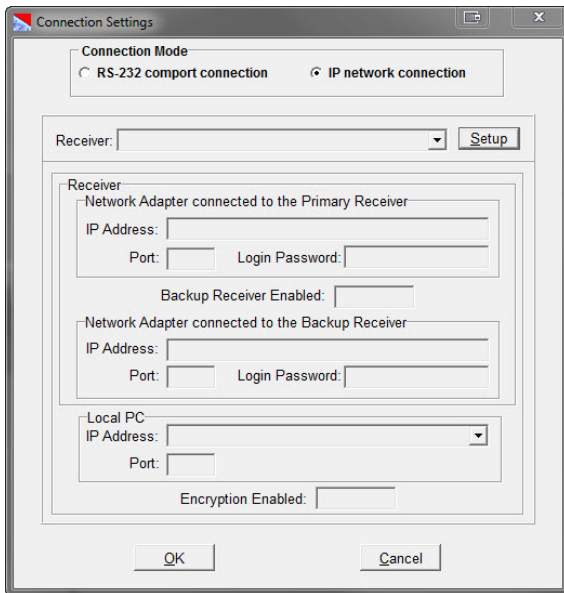 Connection Settings
X
Connection Mode
RS-232 comport connection IP network connection
Receiver: Setup
Receiver
Network Adapter connected to the Primary Receiver
IP Address:
Port: Login Password:
Backup Receiver Enabled:
Network Adapter connected to the Backup Receiver
IP Address:
Port: Login Password:
Local PC
IP Address:
Port:
Encryption Enabled:
OK Cancel